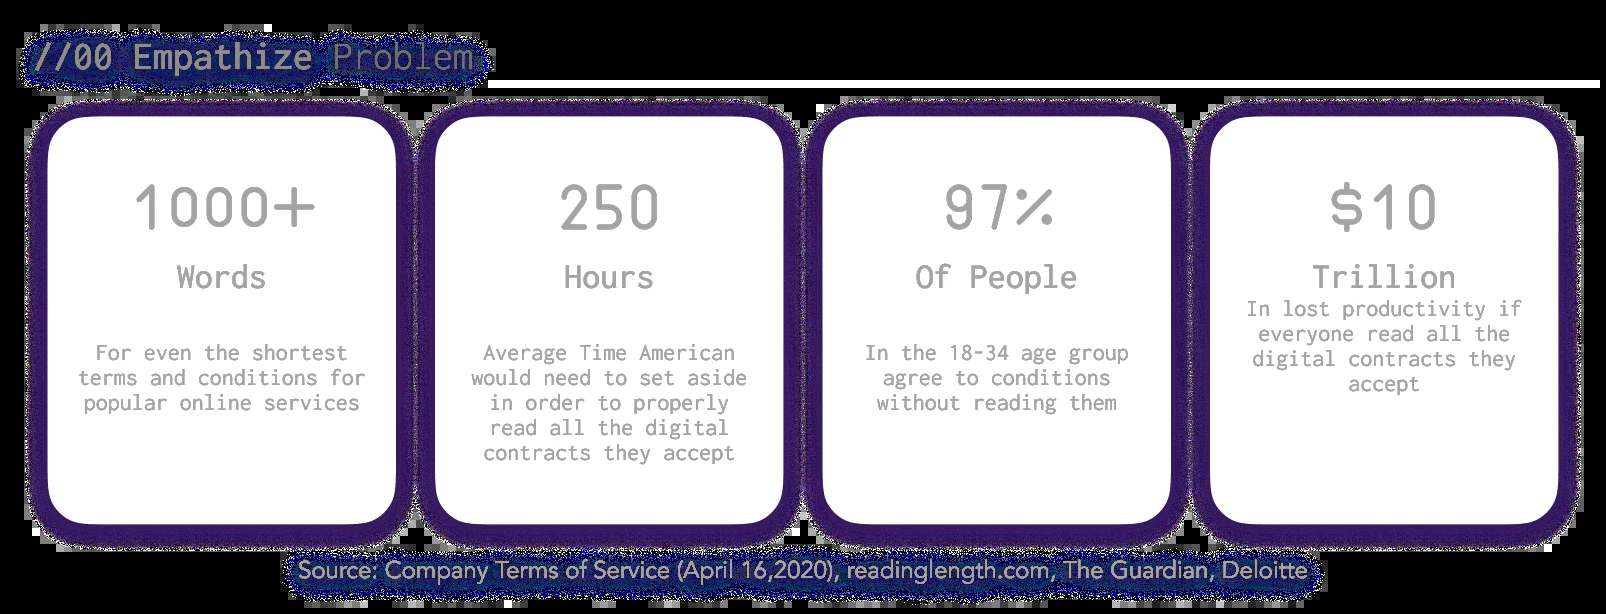 //00 Empathize Problem
1000+
Words
For even the shortest
terms and conditions for
popular online services
250
Hours
Average Time American
would need to set aside
in order to properly
read all the digital
contracts they accept
97%
Of People
In the 18-34 age group
agree to conditions
without reading them
$10
Trillion
In lost productivity if
everyone read all the
digital contracts they
accept
Source: Company Terms of Service (April 16,2020), readinglength.com, The Guardian, Deloitte